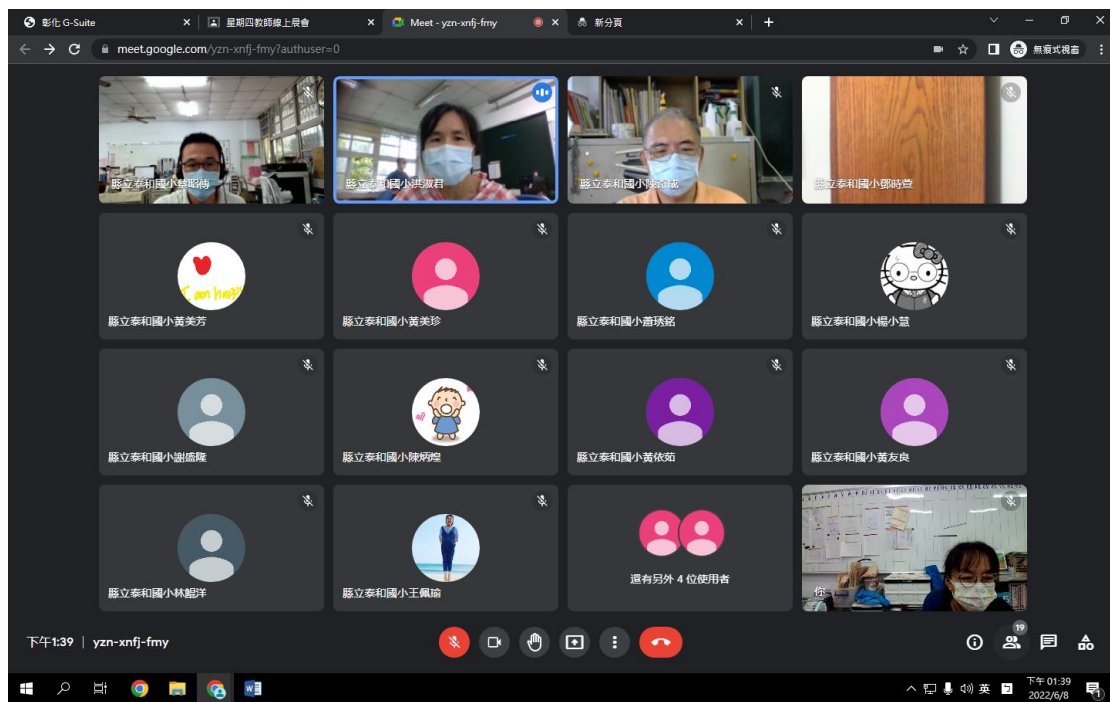 彰化 G-Suite
星期四教師線上晨會
Meet - yzn-xnfj-fmy
新分頁
meet.google.com/yzn-xnfj-fmy?authuser=0
無痕式視窗
縣立泰和國小洪淑君
縣立泰和國小鄧時萱
I am happy
縣立泰和國小黃美芳
縣立泰和國小黃美珍
縣立泰和國小蕭琇銘
縣立泰和國小楊小慧
縣立泰和國小謝盛隆
縣立泰和國小陳炳煌
縣立泰和國小黃依茹
縣立泰和國小黃友良
縣立泰和國小林鯤洋
縣立泰和國小王佩瑜
還有另外 4 位使用者
你
下午1:39 | yzn-xnfj-fmy
19
英
下午 01:39
2022/6/8
1